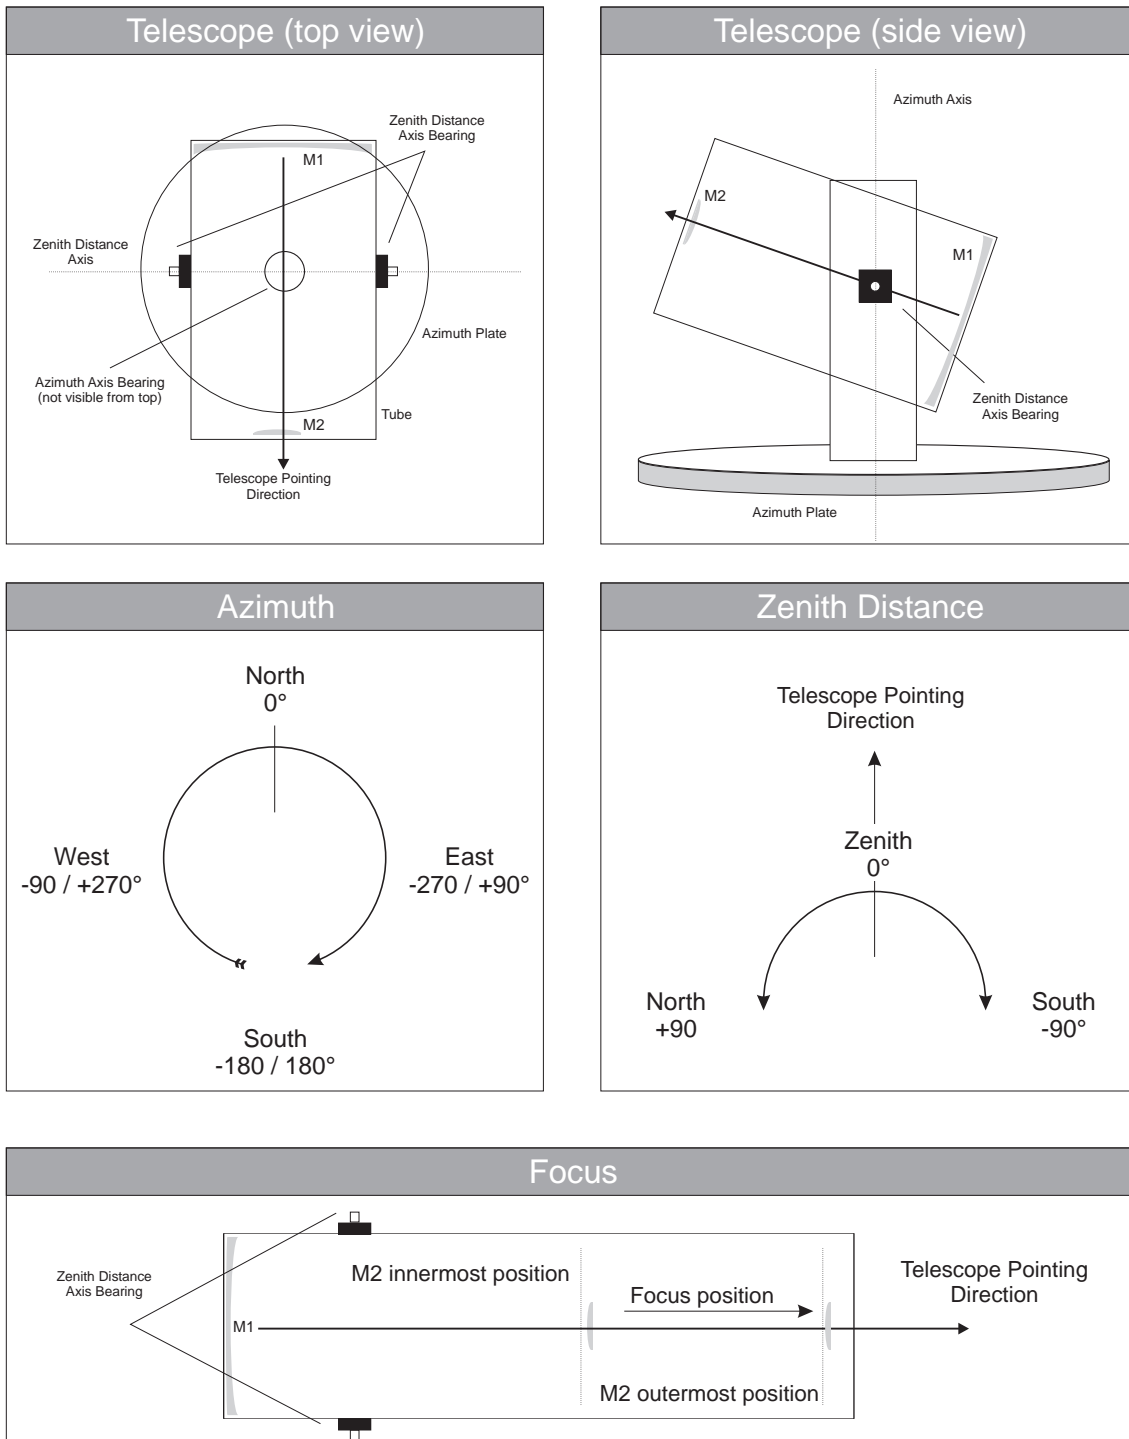 Telescope (top view)
Zenith Distance
Axis Bearing
M1
Zenith Distance
Axis
Azimuth Plate
Azimuth Axis Bearing
(not visible from top)
Tube
M2
Telescope Pointing
Direction
Telescope (side view)
Azimuth Axis
M2
M1
Zenith Distance
Axis Bearing
Azimuth Plate
Azimuth
North
0°
West
-90 / +270°
East
-270 / +90°
South
-180 / 180°
Zenith Distance
Telescope Pointing
Direction
Zenith
0°
North
+90
South
-90°
Focus
Zenith Distance
Axis Bearing
M2 innermost position
Focus position
Telescope Pointing
Direction
M1
M2 outermost position